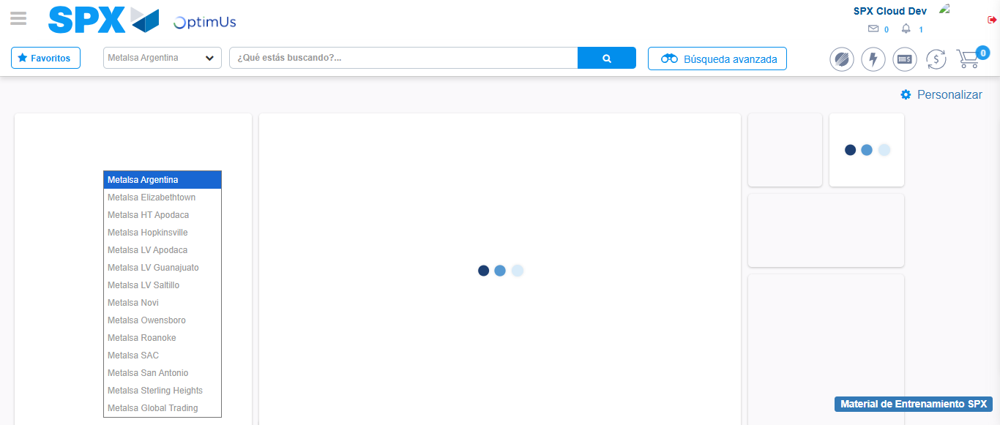 SPX
OptimUs
SPX Cloud Dev
0
1
Favoritos
Metalsa Argentina
¿Qué estás buscando?...
Búsqueda avanzada
0
Personalizar
Metalsa Argentina
Metalsa Elizabethtown
Metalsa HT Apodaca
Metalsa Hopkinsville
Metalsa LV Apodaca
Metalsa LV Guanajuato
Metalsa LV Saltillo
Metalsa Novi
Metalsa Owensboro
Metalsa Roanoke
Metalsa SAC
Metalsa San Antonio
Metalsa Sterling Heights
Metalsa Global Trading
Material de Entrenamiento SPX